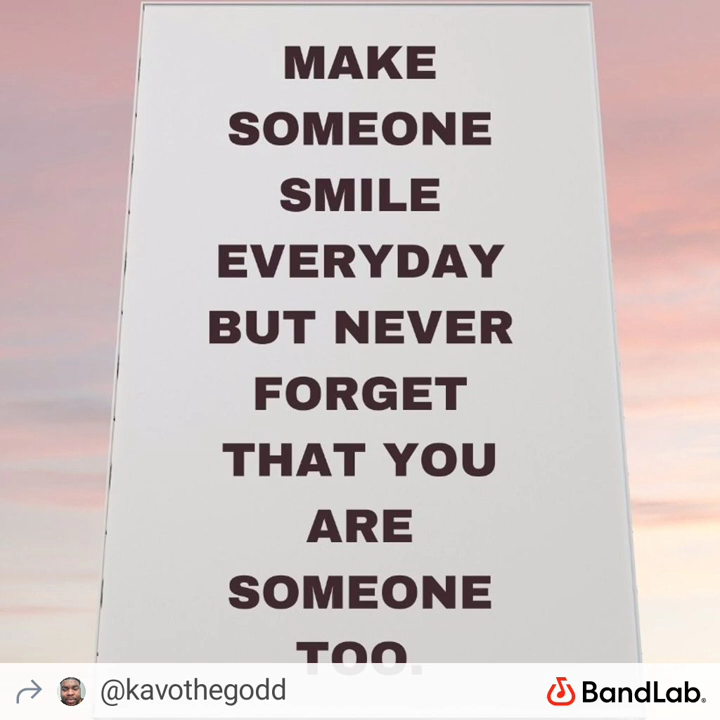 MAKE
SOMEONE
SMILE
EVERYDAY
BUT NEVER
FORGET
THAT YOU
ARE
SOMEONE
TOO.
@kavothegodd
BandLab.